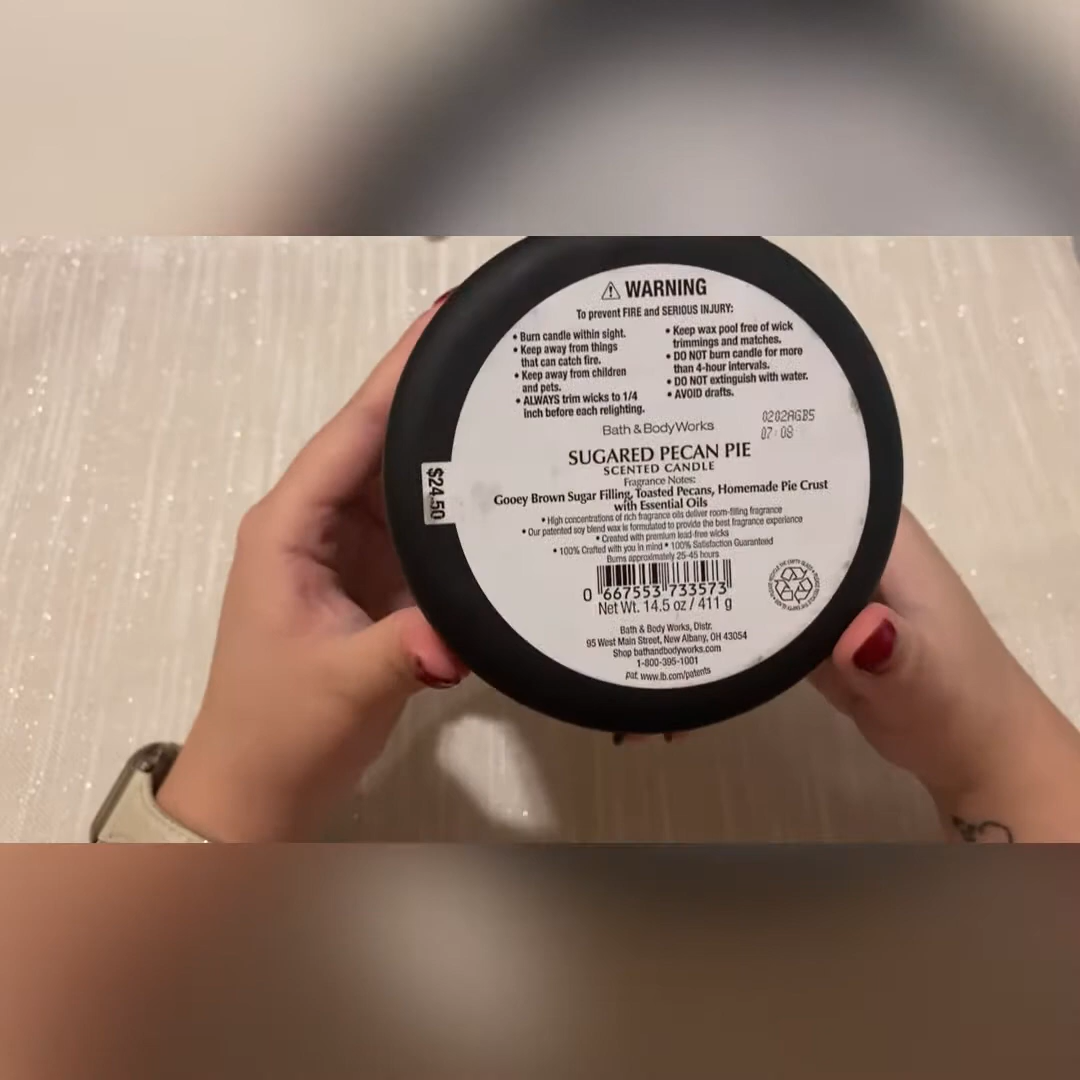 WARNING
To prevent FIRE and SERIOUS INJURY:
• Burn candle within sight.
• Keep away from things
that can catch fire.
• Keep away from children
and pets.
• ALWAYS trim wicks to 1/4
inch before each relighting.
• Keep wax pool free of wick
trimmings and matches.
• DO NOT burn candle for more
than 4-hour intervals.
• DO NOT extinguish with water.
• AVOID drafts.
0202AGB5
07:08
Bath & Body Works
SUGARED PECAN PIE
SCENTED CANDLE
Fragrance Notes:
Gooey Brown Sugar Filling, Toasted Pecans, Homemade Pie Crust
with Essential Oils
• High concentrations of rich fragrance oils deliver room-filling fragrance
• Our patented soy blend wax is formulated to provide the best fragrance experience
• Created with premium lead-free wicks
• 100% Crafted with you in mind • 100% Satisfaction Guaranteed
Burns approximately 25-45 hours
0 667553 733573
Net Wt. 14.5 oz / 411 g
Bath & Body Works, Distr.
95 West Main Street, New Albany, OH 43054
Shop bathandbodyworks.com
1-800-395-1001
pat. www.lb.com/patents
$24.50